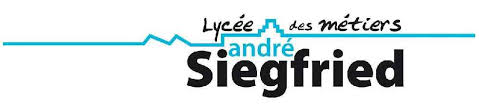 Lycée des métiers
andré
Siegfried